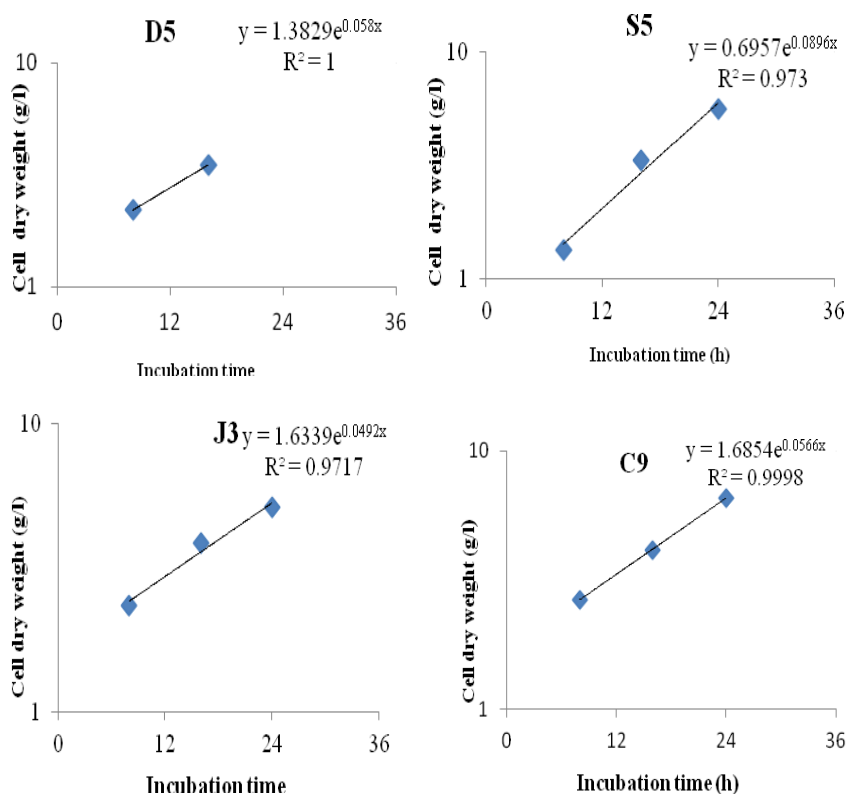 D5
y = 1.3829e^0.058x
R² = 1
10
1
Cell dry weight (g/l)
0 12 24 36
Incubation time
S5
y = 0.6957e^0.0896x
R² = 0.973
10
1
Cell dry weight (g/l)
0 12 24 36
Incubation time (h)
J3
y = 1.6339e^0.0492x
R² = 0.9717
10
1
Cell dry weight (g/l)
0 12 24 36
Incubation time
C9
y = 1.6854e^0.0566x
R² = 0.9998
10
1
Cell dry weight (g/l)
0 12 24 36
Incubation time (h)